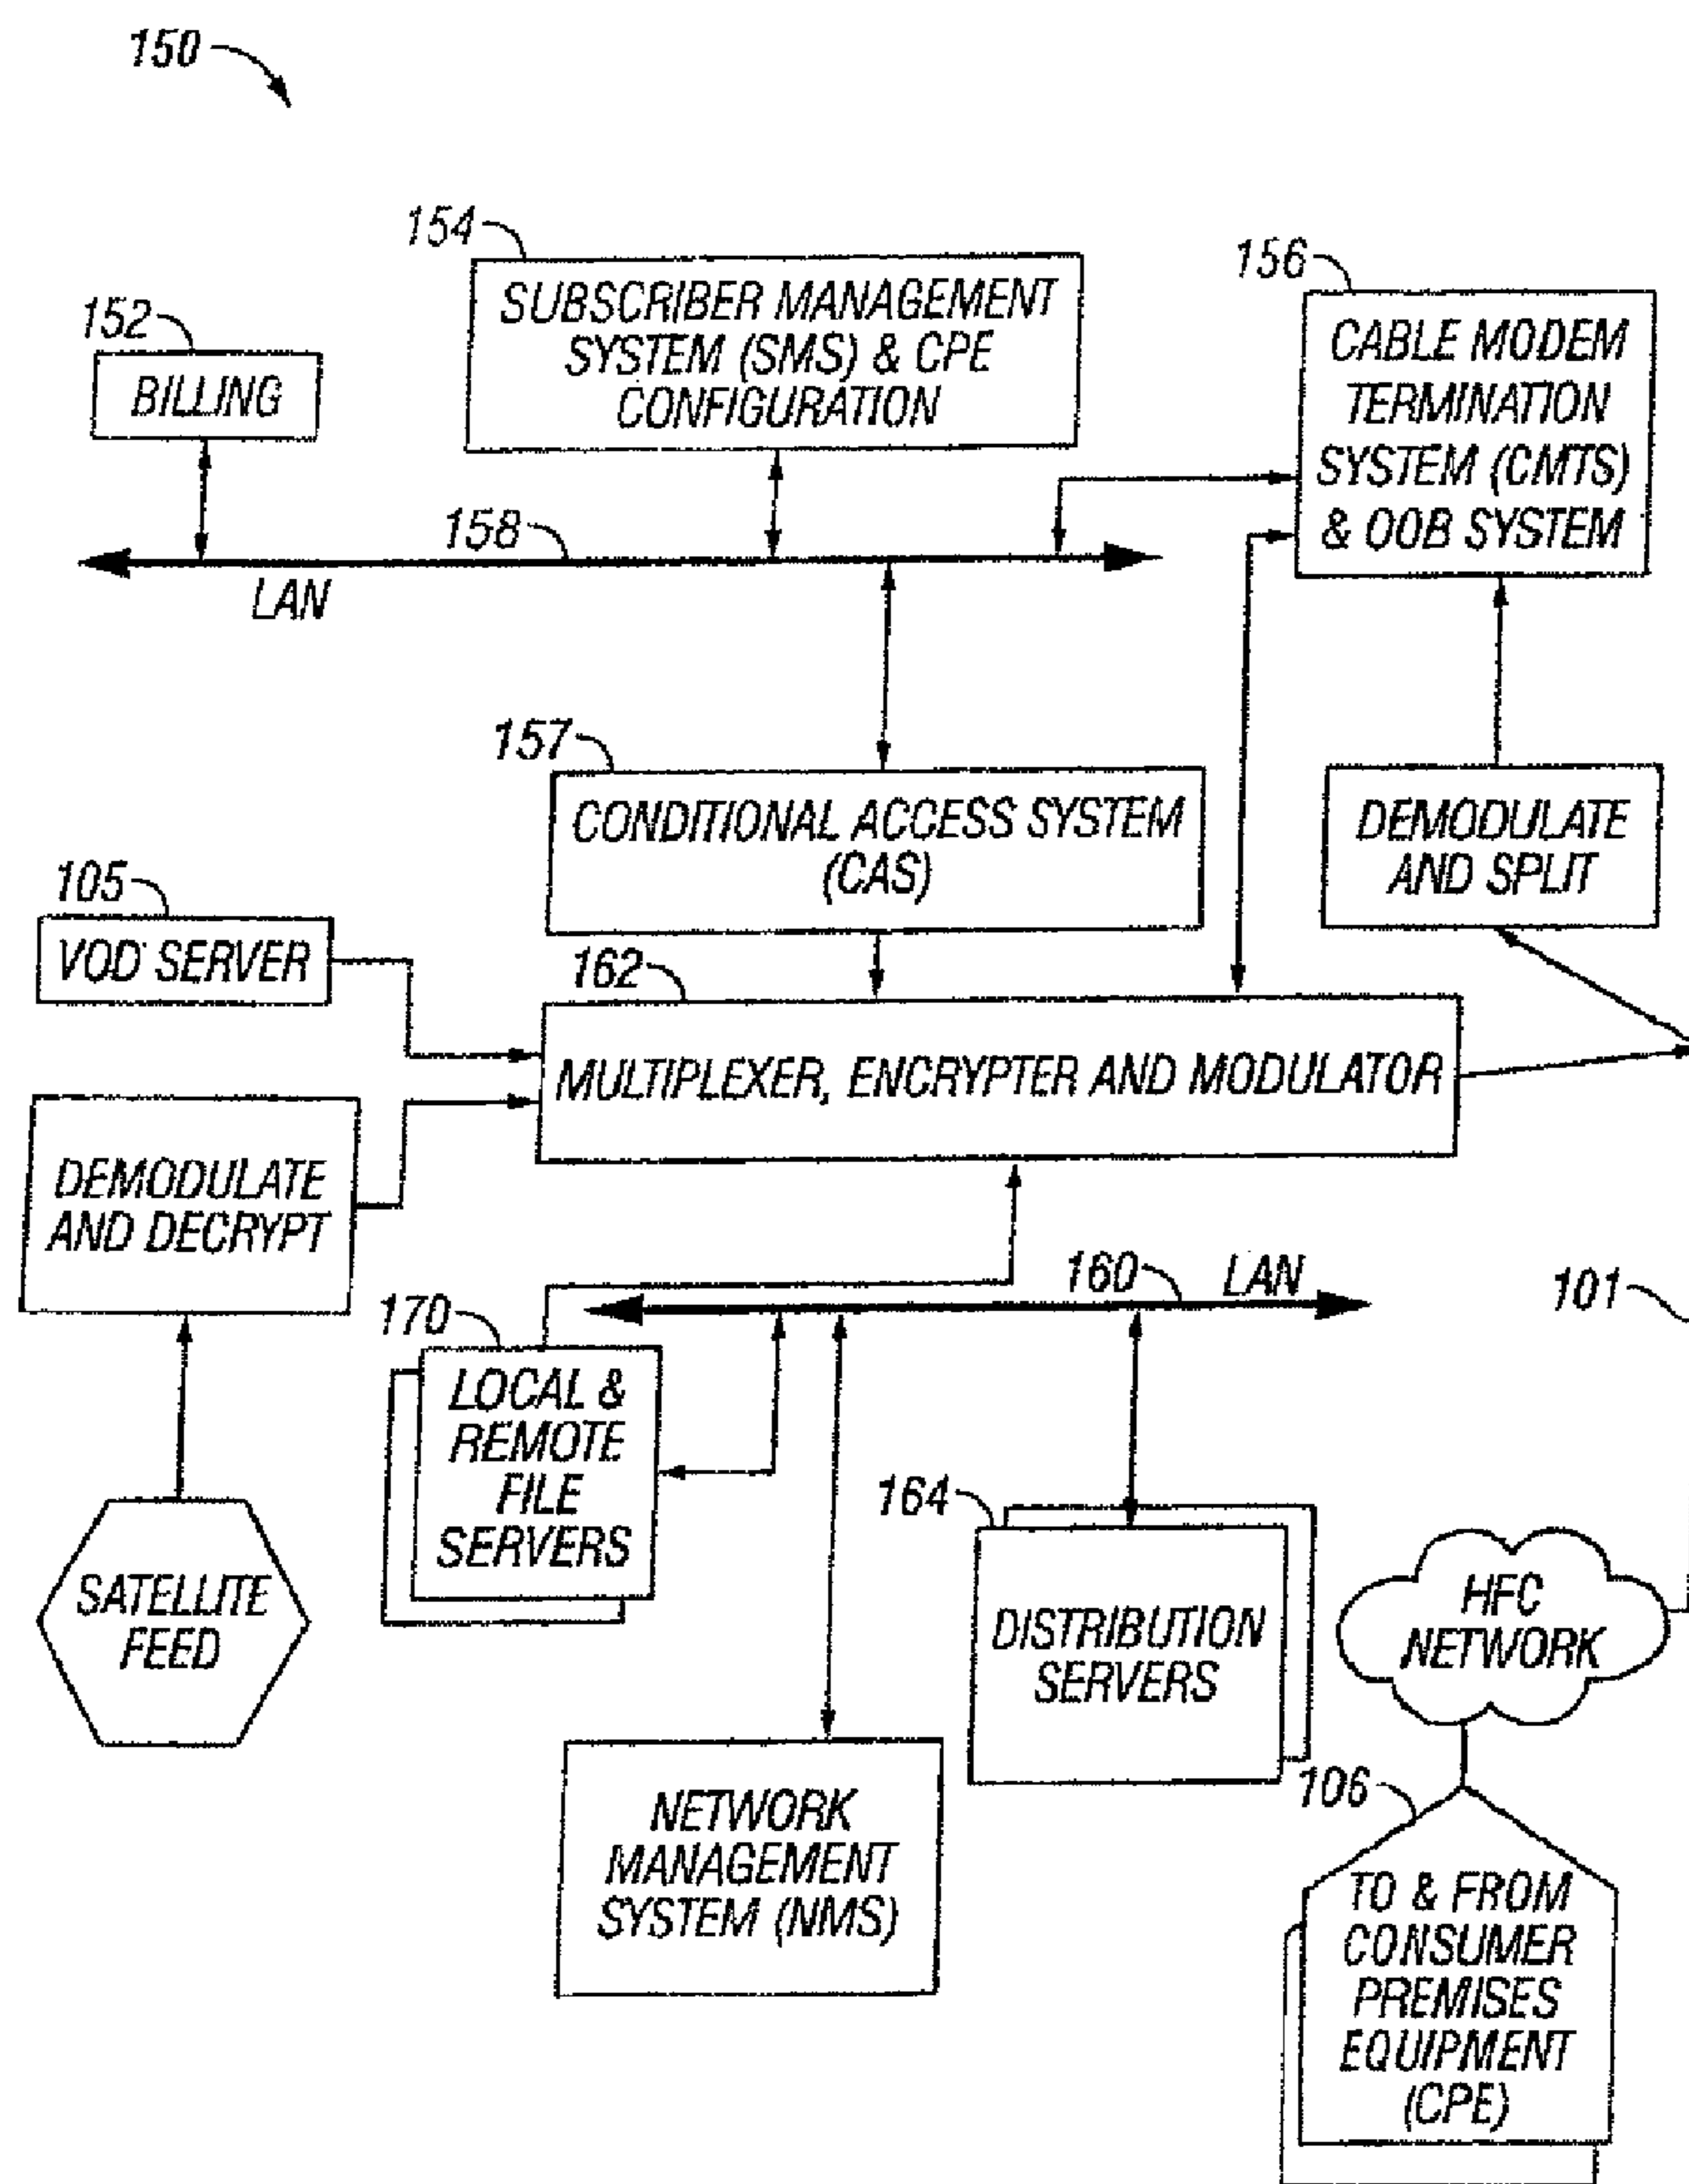 150
154
SUBSCRIBER MANAGEMENT
SYSTEM (SMS) & CPE
CONFIGURATION
156
CABLE MODEM
TERMINATION
SYSTEM (CMTS)
& OOB SYSTEM
152
BILLING
158
LAN
157
CONDITIONAL ACCESS SYSTEM
(CAS)
DEMODULATE
AND SPLIT
105
VOD SERVER
162
MULTIPLEXER, ENCRYPTER AND MODULATOR
DEMODULATE
AND DECRYPT
160
LAN
101
170
LOCAL &
REMOTE
FILE
SERVERS
164
DISTRIBUTION
SERVERS
SATELLITE
FEED
HFC
NETWORK
NETWORK
MANAGEMENT
SYSTEM (NMS)
106
TO & FROM
CONSUMER
PREMISES
EQUIPMENT
(CPE)